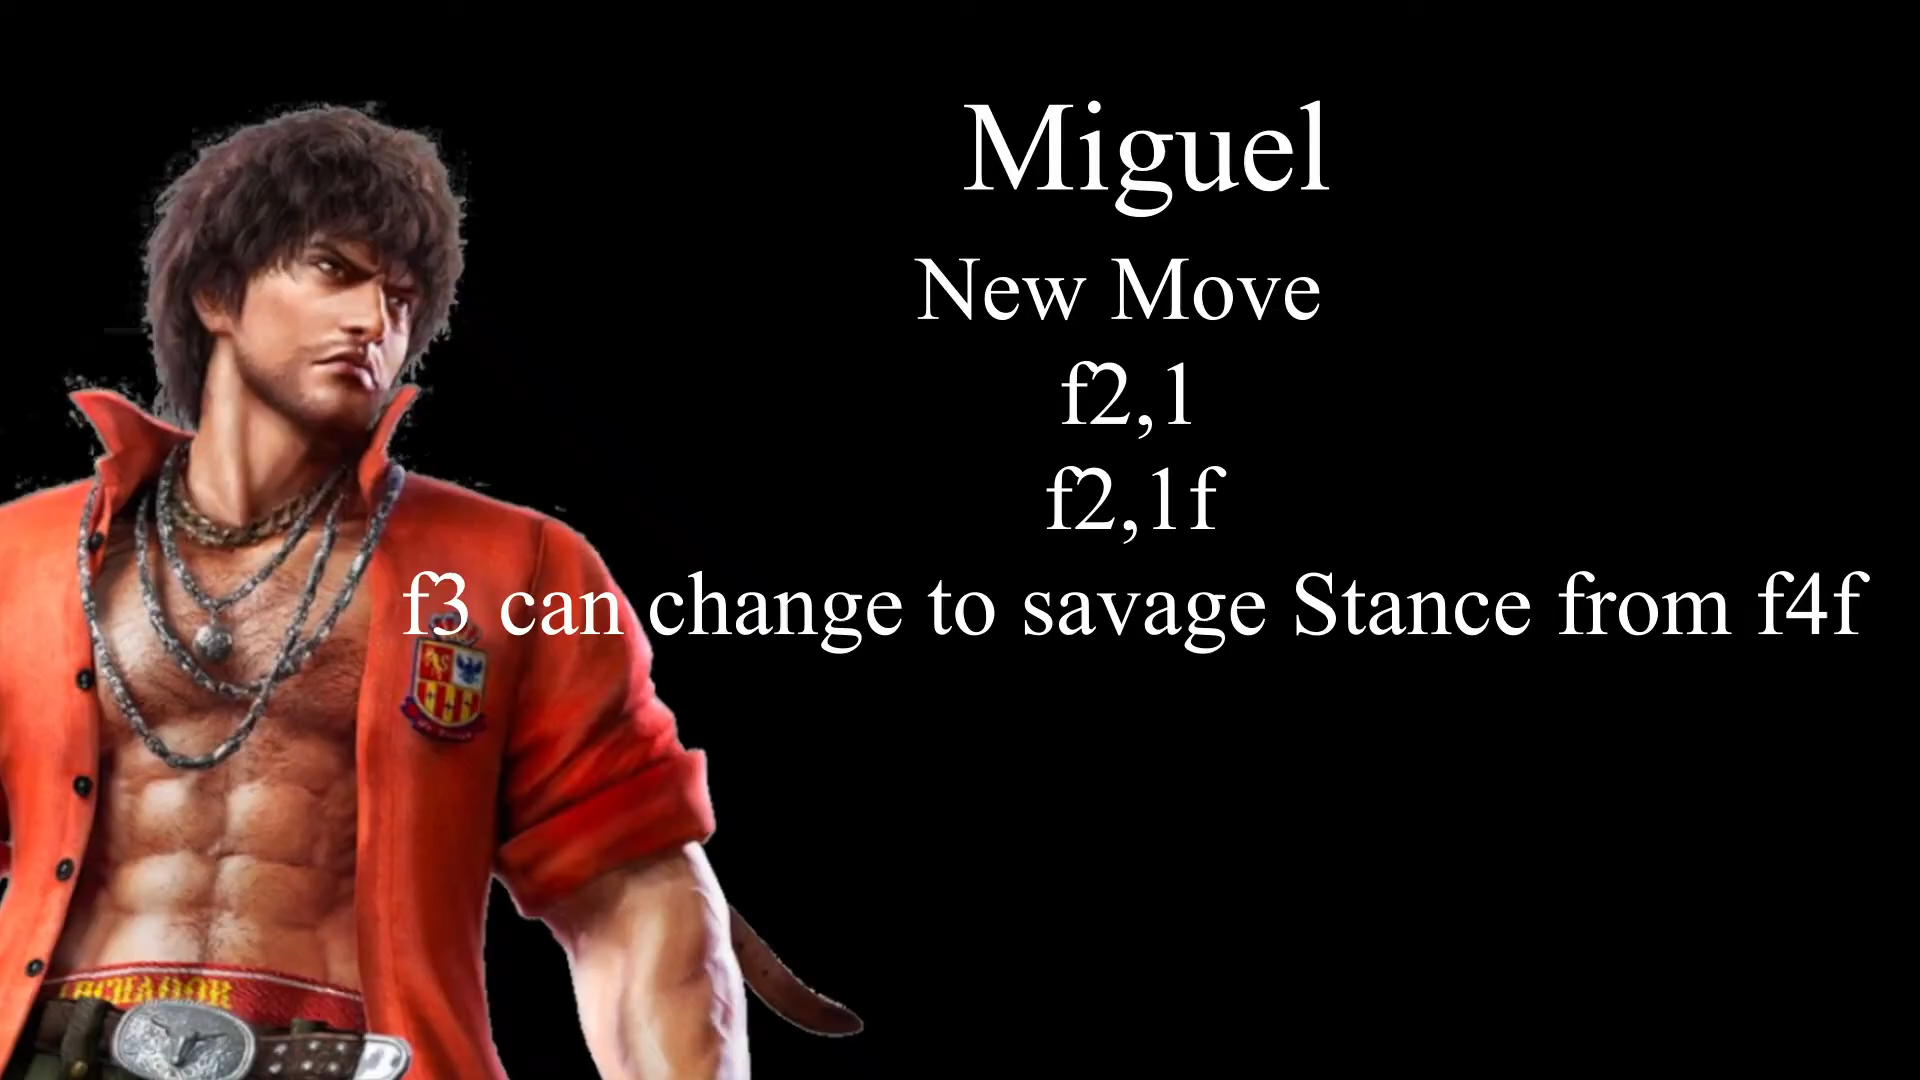 Miguel
New Move
f2,1
f2,1f
f3 can change to savage Stance from f4f